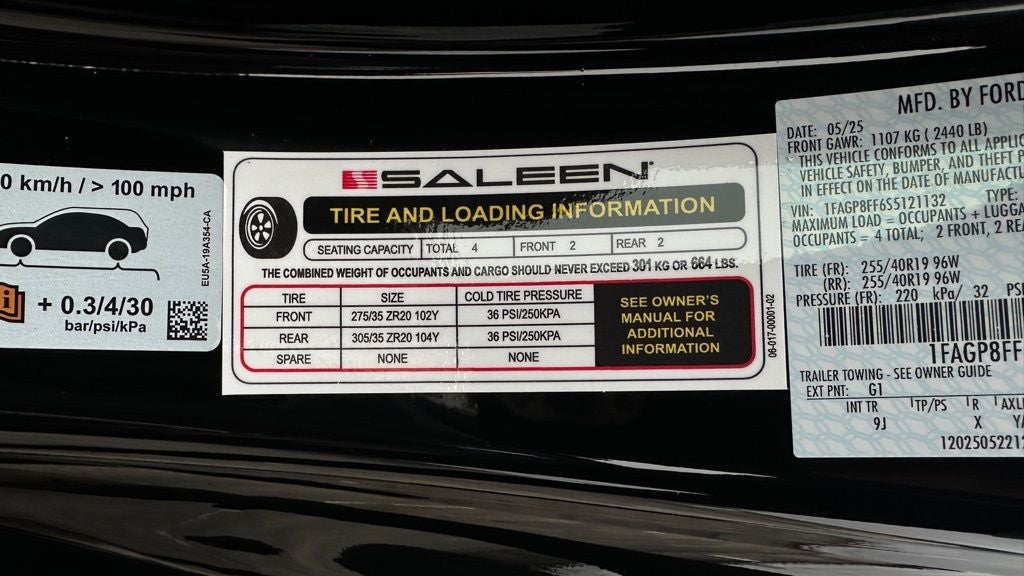 0 km/h / > 100 mph
EU5A-19A354-CA
i
+ 0.3/4/30
bar/psi/kPa
SALEEN
TIRE AND LOADING INFORMATION
SEATING CAPACITY TOTAL 4 FRONT 2 REAR 2
THE COMBINED WEIGHT OF OCCUPANTS AND CARGO SHOULD NEVER EXCEED 301 KG OR 664 LBS.
TIRE SIZE COLD TIRE PRESSURE
FRONT 275/35 ZR20 102Y 36 PSI/250KPA
REAR 305/35 ZR20 104Y 36 PSI/250KPA
SPARE NONE NONE
SEE OWNER'S
MANUAL FOR
ADDITIONAL
INFORMATION
06-017-00001-02
MFD. BY FORD
DATE: 05/25
FRONT GAWR: 1107 KG ( 2440 LB)
THIS VEHICLE CONFORMS TO ALL APPLIC
VEHICLE SAFETY, BUMPER, AND THEFT P
IN EFFECT ON THE DATE OF MANUFACTU
VIN: 1FAGP8FF6S5121132 TYPE:
MAXIMUM LOAD = OCCUPANTS + LUGGA
OCCUPANTS = 4 TOTAL; 2 FRONT, 2 REA
TIRE (FR): 255/40R19 96W
(RR): 255/40R19 96W
PRESSURE (FR): 220 kPa/ 32 PSI
1FAGP8FF
TRAILER TOWING - SEE OWNER GUIDE
EXT PNT: G1
INT TR TP/PS R AXLE
9J X
1202505221